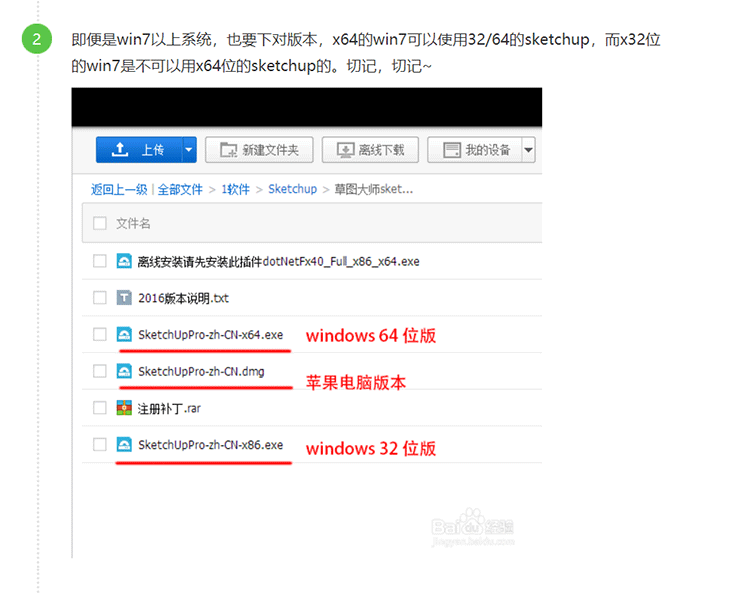 2
即便是win7以上系统，也要下对版本，x64的win7可以使用32/64的sketchup，而x32位
的win7是不可以用x64位的sketchup的。切记，切记~
上传 新建文件夹 离线下载 我的设备
返回上一级 | 全部文件 > 1软件 > Sketchup > 草图大师sket...
文件名
离线安装请先安装此插件dotNetFx40_Full_x86_x64.exe
2016版本说明.txt
SketchUpPro-zh-CN-x64.exe windows 64 位版
SketchUpPro-zh-CN.dmg 苹果电脑版本
注册补丁.rar
SketchUpPro-zh-CN-x86.exe windows 32 位版
Baidu 经验
jingyan.baidu.com